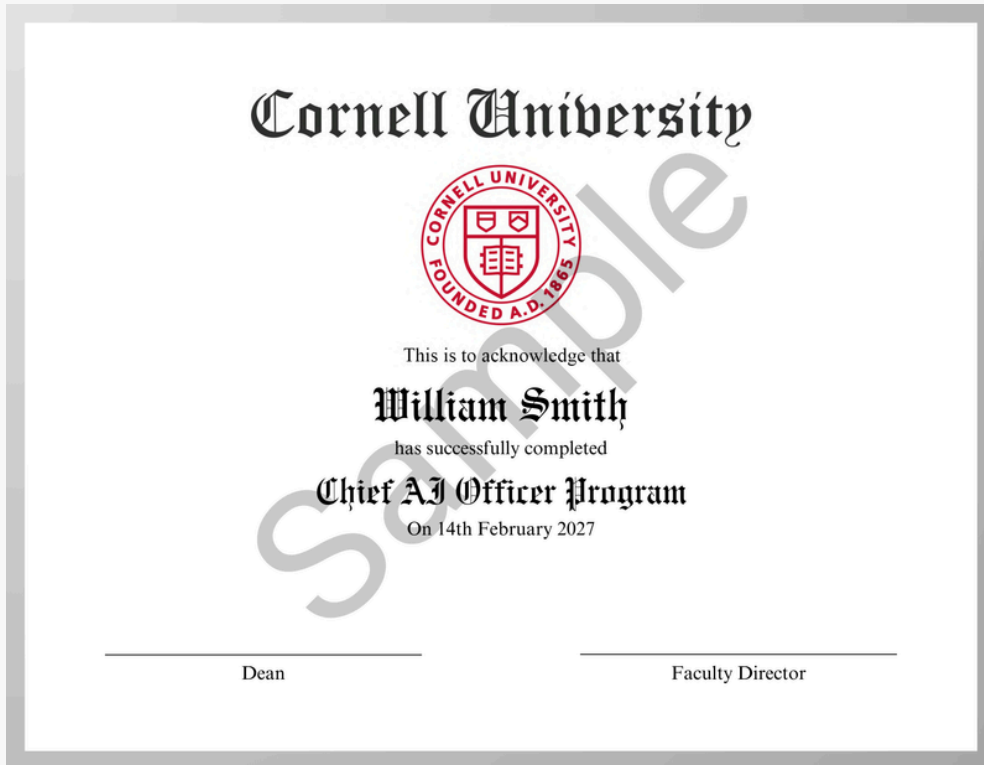 Cornell University
CORNELL UNIVERSITY
FOUNDED A.D. 1865
This is to acknowledge that
William Smith
has successfully completed
Chief AI Officer Program
On 14th February 2027
Sample
Dean
Faculty Director